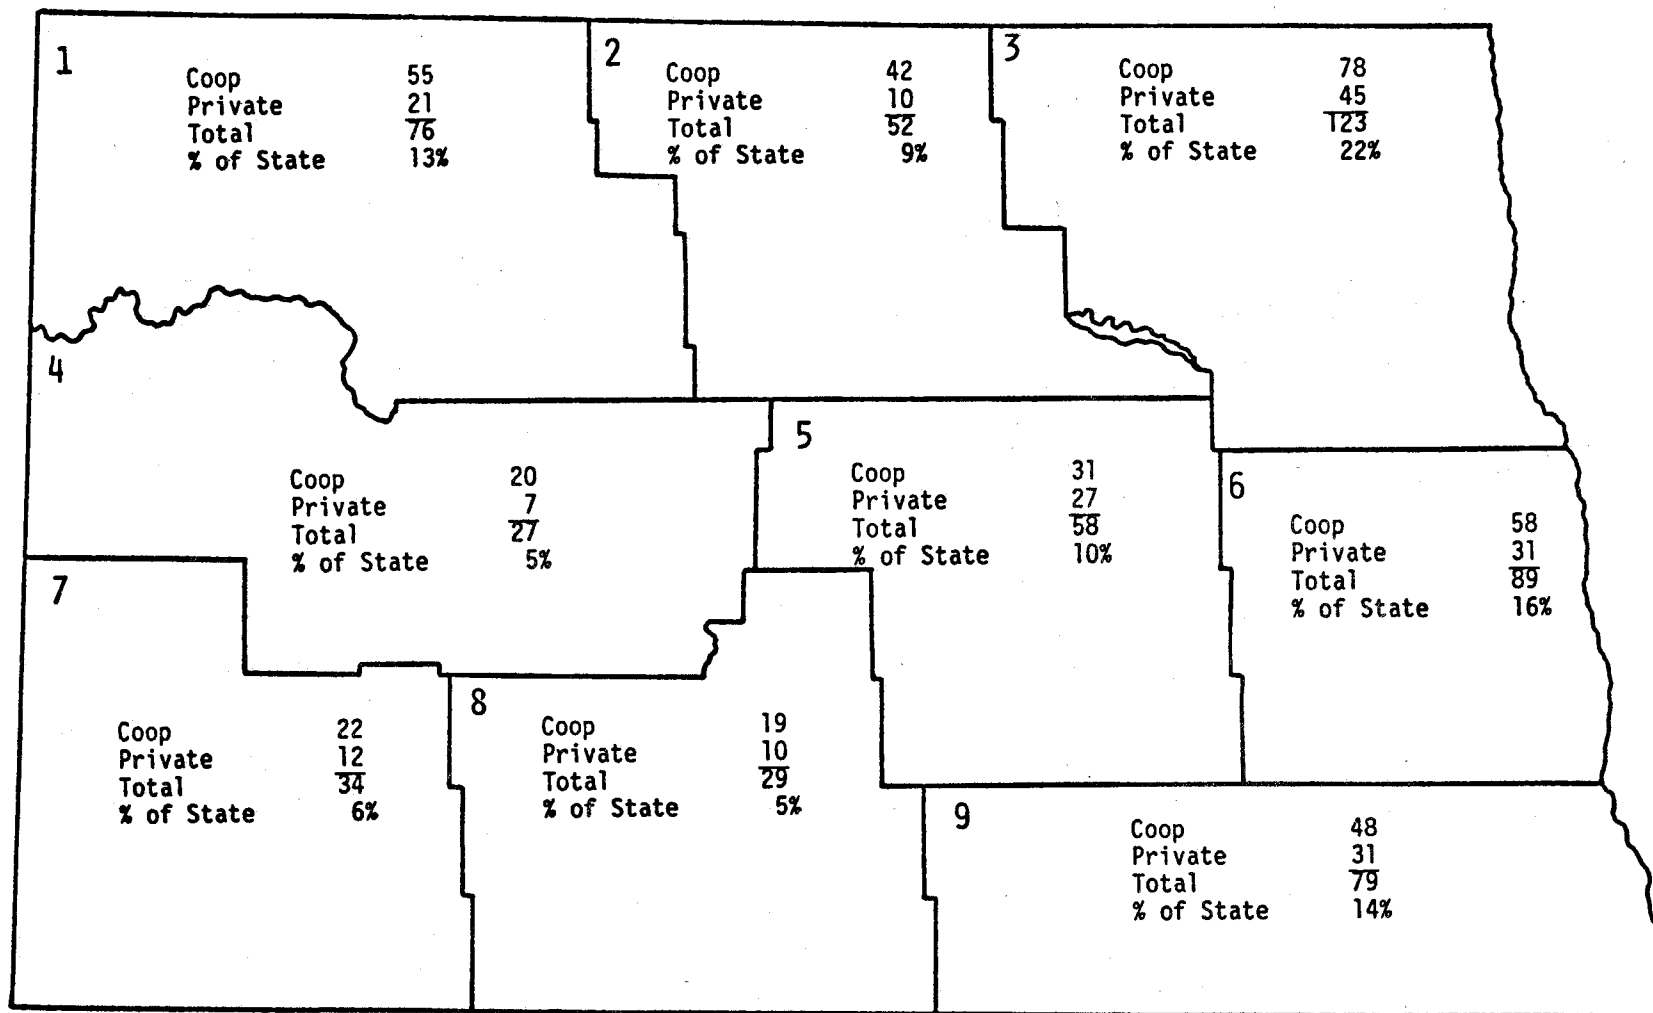 1
Coop 55
Private 21
Total 76
% of State 13%
2
Coop 42
Private 10
Total 52
% of State 9%
3
Coop 78
Private 45
Total 123
% of State 22%
4
Coop 20
Private 7
Total 27
% of State 5%
5
Coop 31
Private 27
Total 58
% of State 10%
6
Coop 58
Private 31
Total 89
% of State 16%
7
Coop 22
Private 12
Total 34
% of State 6%
8
Coop 19
Private 10
Total 29
% of State 5%
9
Coop 48
Private 31
Total 79
% of State 14%